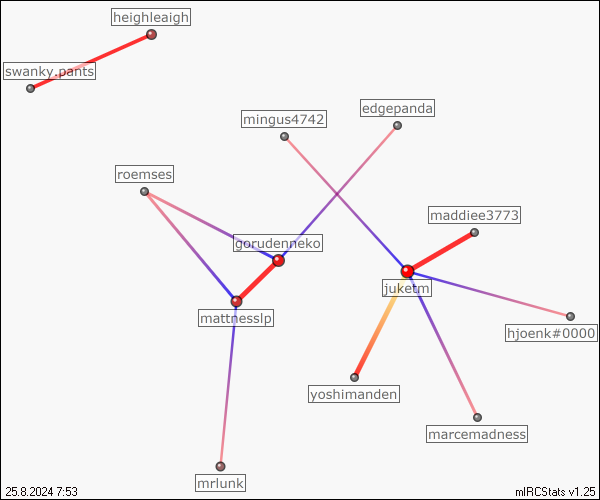 heighleaigh
swanky.pants
edgepanda
mingus4742
roemses
maddiee3773
gorudenneko
juketm
mattnesslp
hjoenk#0000
yoshimanden
marcemadness
mrlunk
25.8.2024 7:53
mIRCStats v1.25